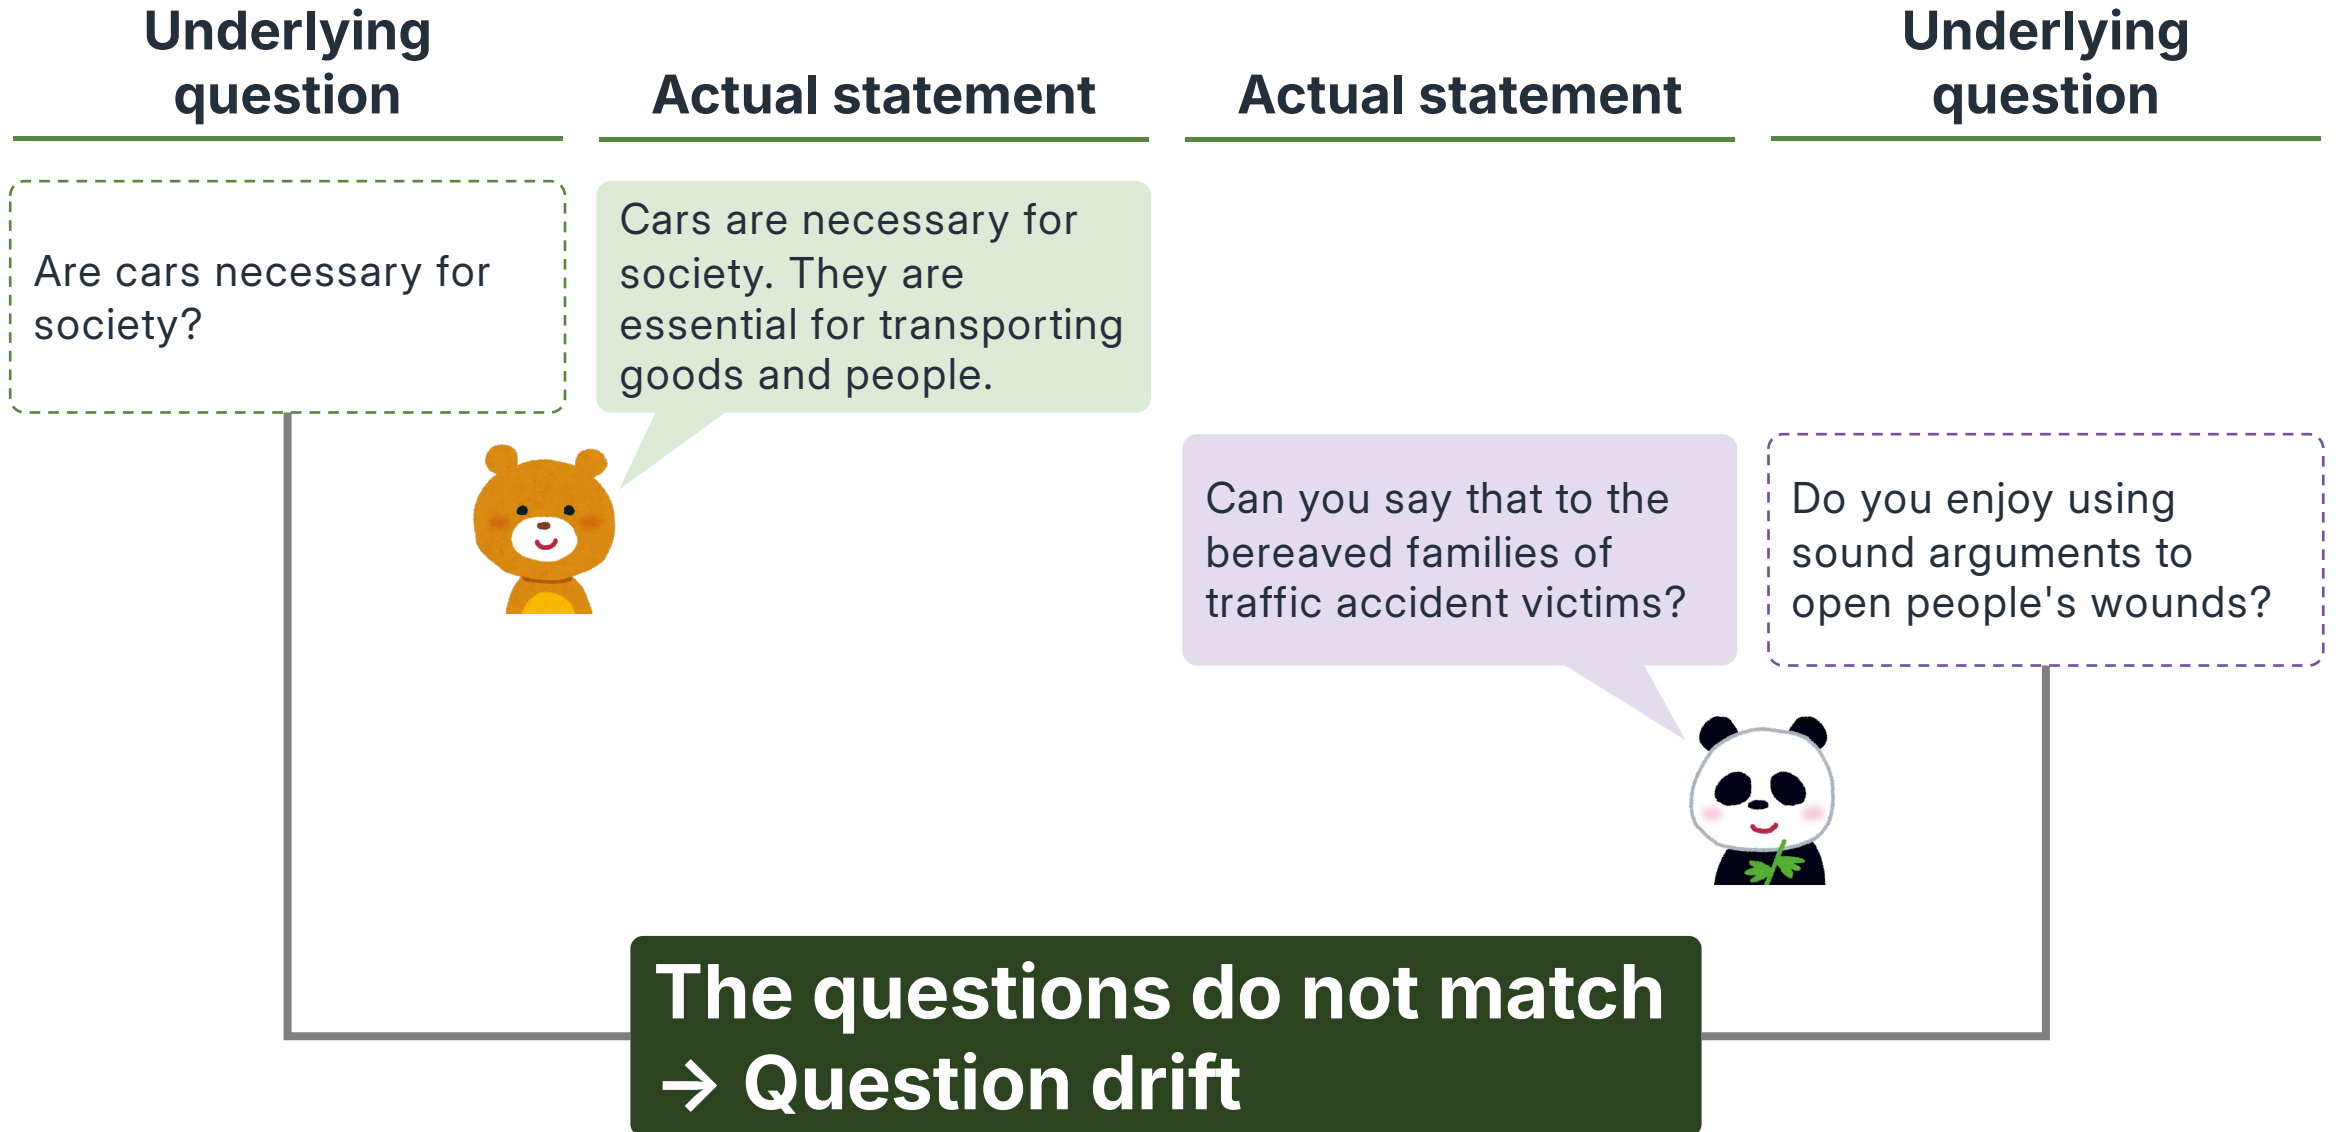 Underlying
question
Actual statement
Actual statement
Underlying
question
Are cars necessary for
society?
Cars are necessary for
society. They are
essential for transporting
goods and people.
Can you say that to the
bereaved families of
traffic accident victims?
Do you enjoy using
sound arguments to
open people's wounds?
The questions do not match
→ Question drift